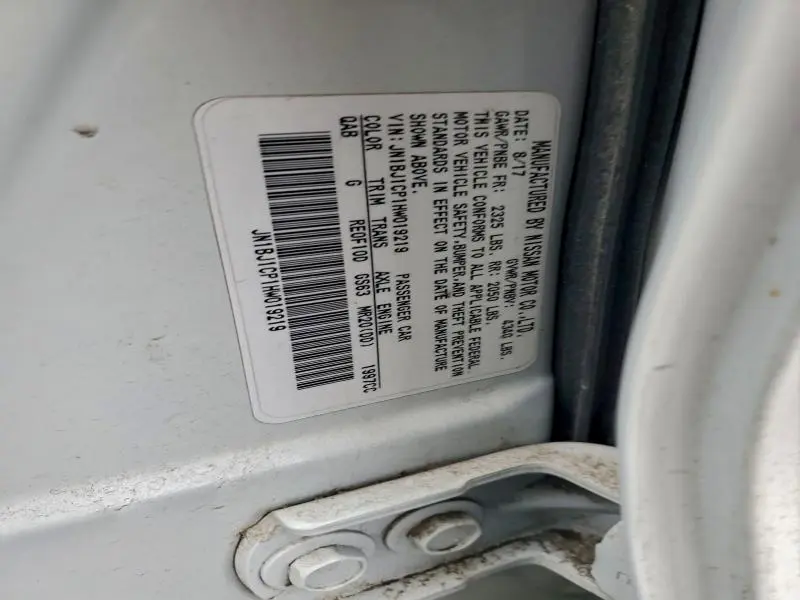 MANUFACTURED BY NISSAN MOTOR CO.,LTD.
DATE: 8/17 GVWR/PNBV: 4340 LBS.
GAWR/PNBE FR: 2325 LBS. RR: 2050 LBS.
THIS VEHICLE CONFORMS TO ALL APPLICABLE FEDERAL
MOTOR VEHICLE SAFETY,BUMPER,AND THEFT PREVENTION
STANDARDS IN EFFECT ON THE DATE OF MANUFACTURE
SHOWN ABOVE.
VIN: JN1BJ1CP1HW019219 PASSENGER CAR
COLOR TRIM TRANS AXLE ENGINE
QAB G RE0F10D GS63 MR20(DD) 1997CC
JN1BJ1CP1HW019219